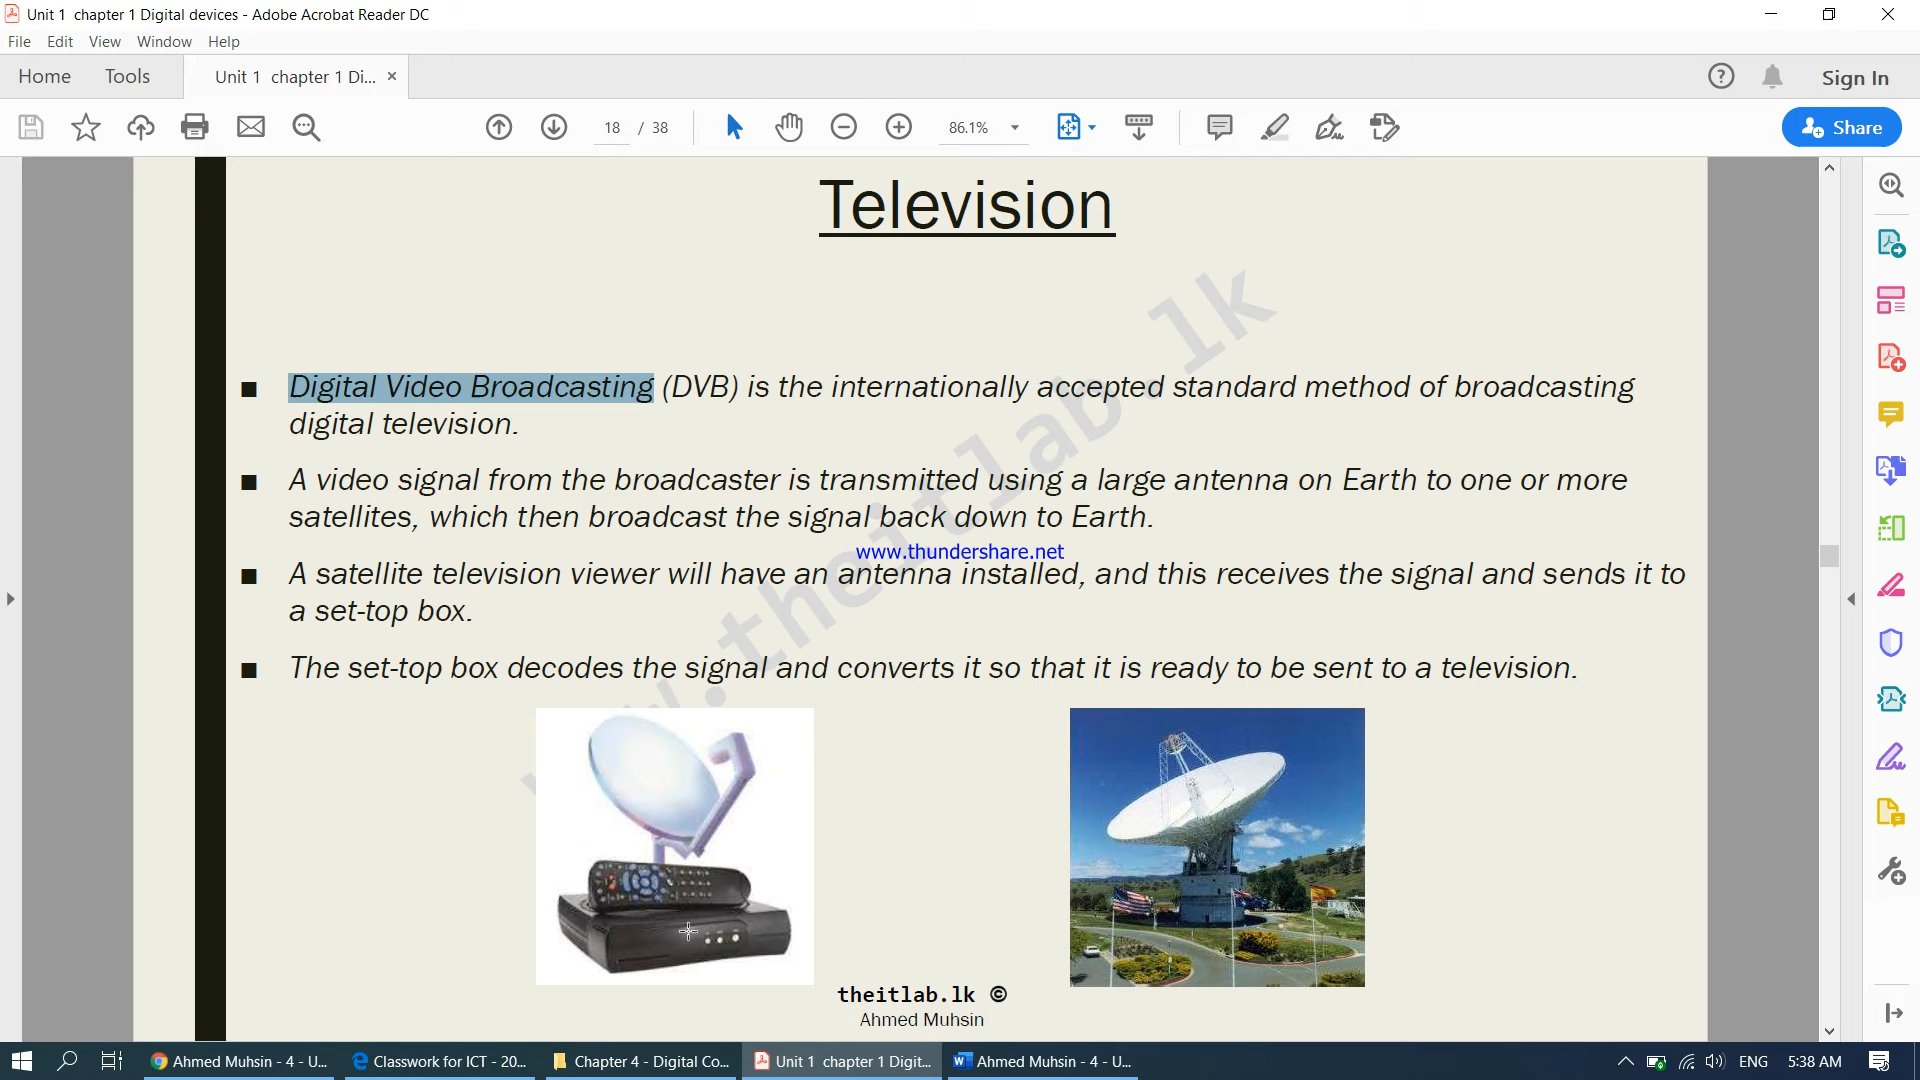 Unit 1  chapter 1 Digital devices - Adobe Acrobat Reader DC
File Edit View Window Help
Home Tools Unit 1  chapter 1 Di... × Sign In
18 / 38 86.1% Share
Television
■ Digital Video Broadcasting (DVB) is the internationally accepted standard method of broadcasting
digital television.
■ A video signal from the broadcaster is transmitted using a large antenna on Earth to one or more
satellites, which then broadcast the signal back down to Earth.
www.thundershare.net
■ A satellite television viewer will have an antenna installed, and this receives the signal and sends it to
a set-top box.
■ The set-top box decodes the signal and converts it so that it is ready to be sent to a television.
www.theitlab.lk
theitlab.lk ©
Ahmed Muhsin
Ahmed Muhsin - 4 - U... Classwork for ICT - 20... Chapter 4 - Digital Co... Unit 1  chapter 1 Digit... Ahmed Muhsin - 4 - U... ENG 5:38 AM